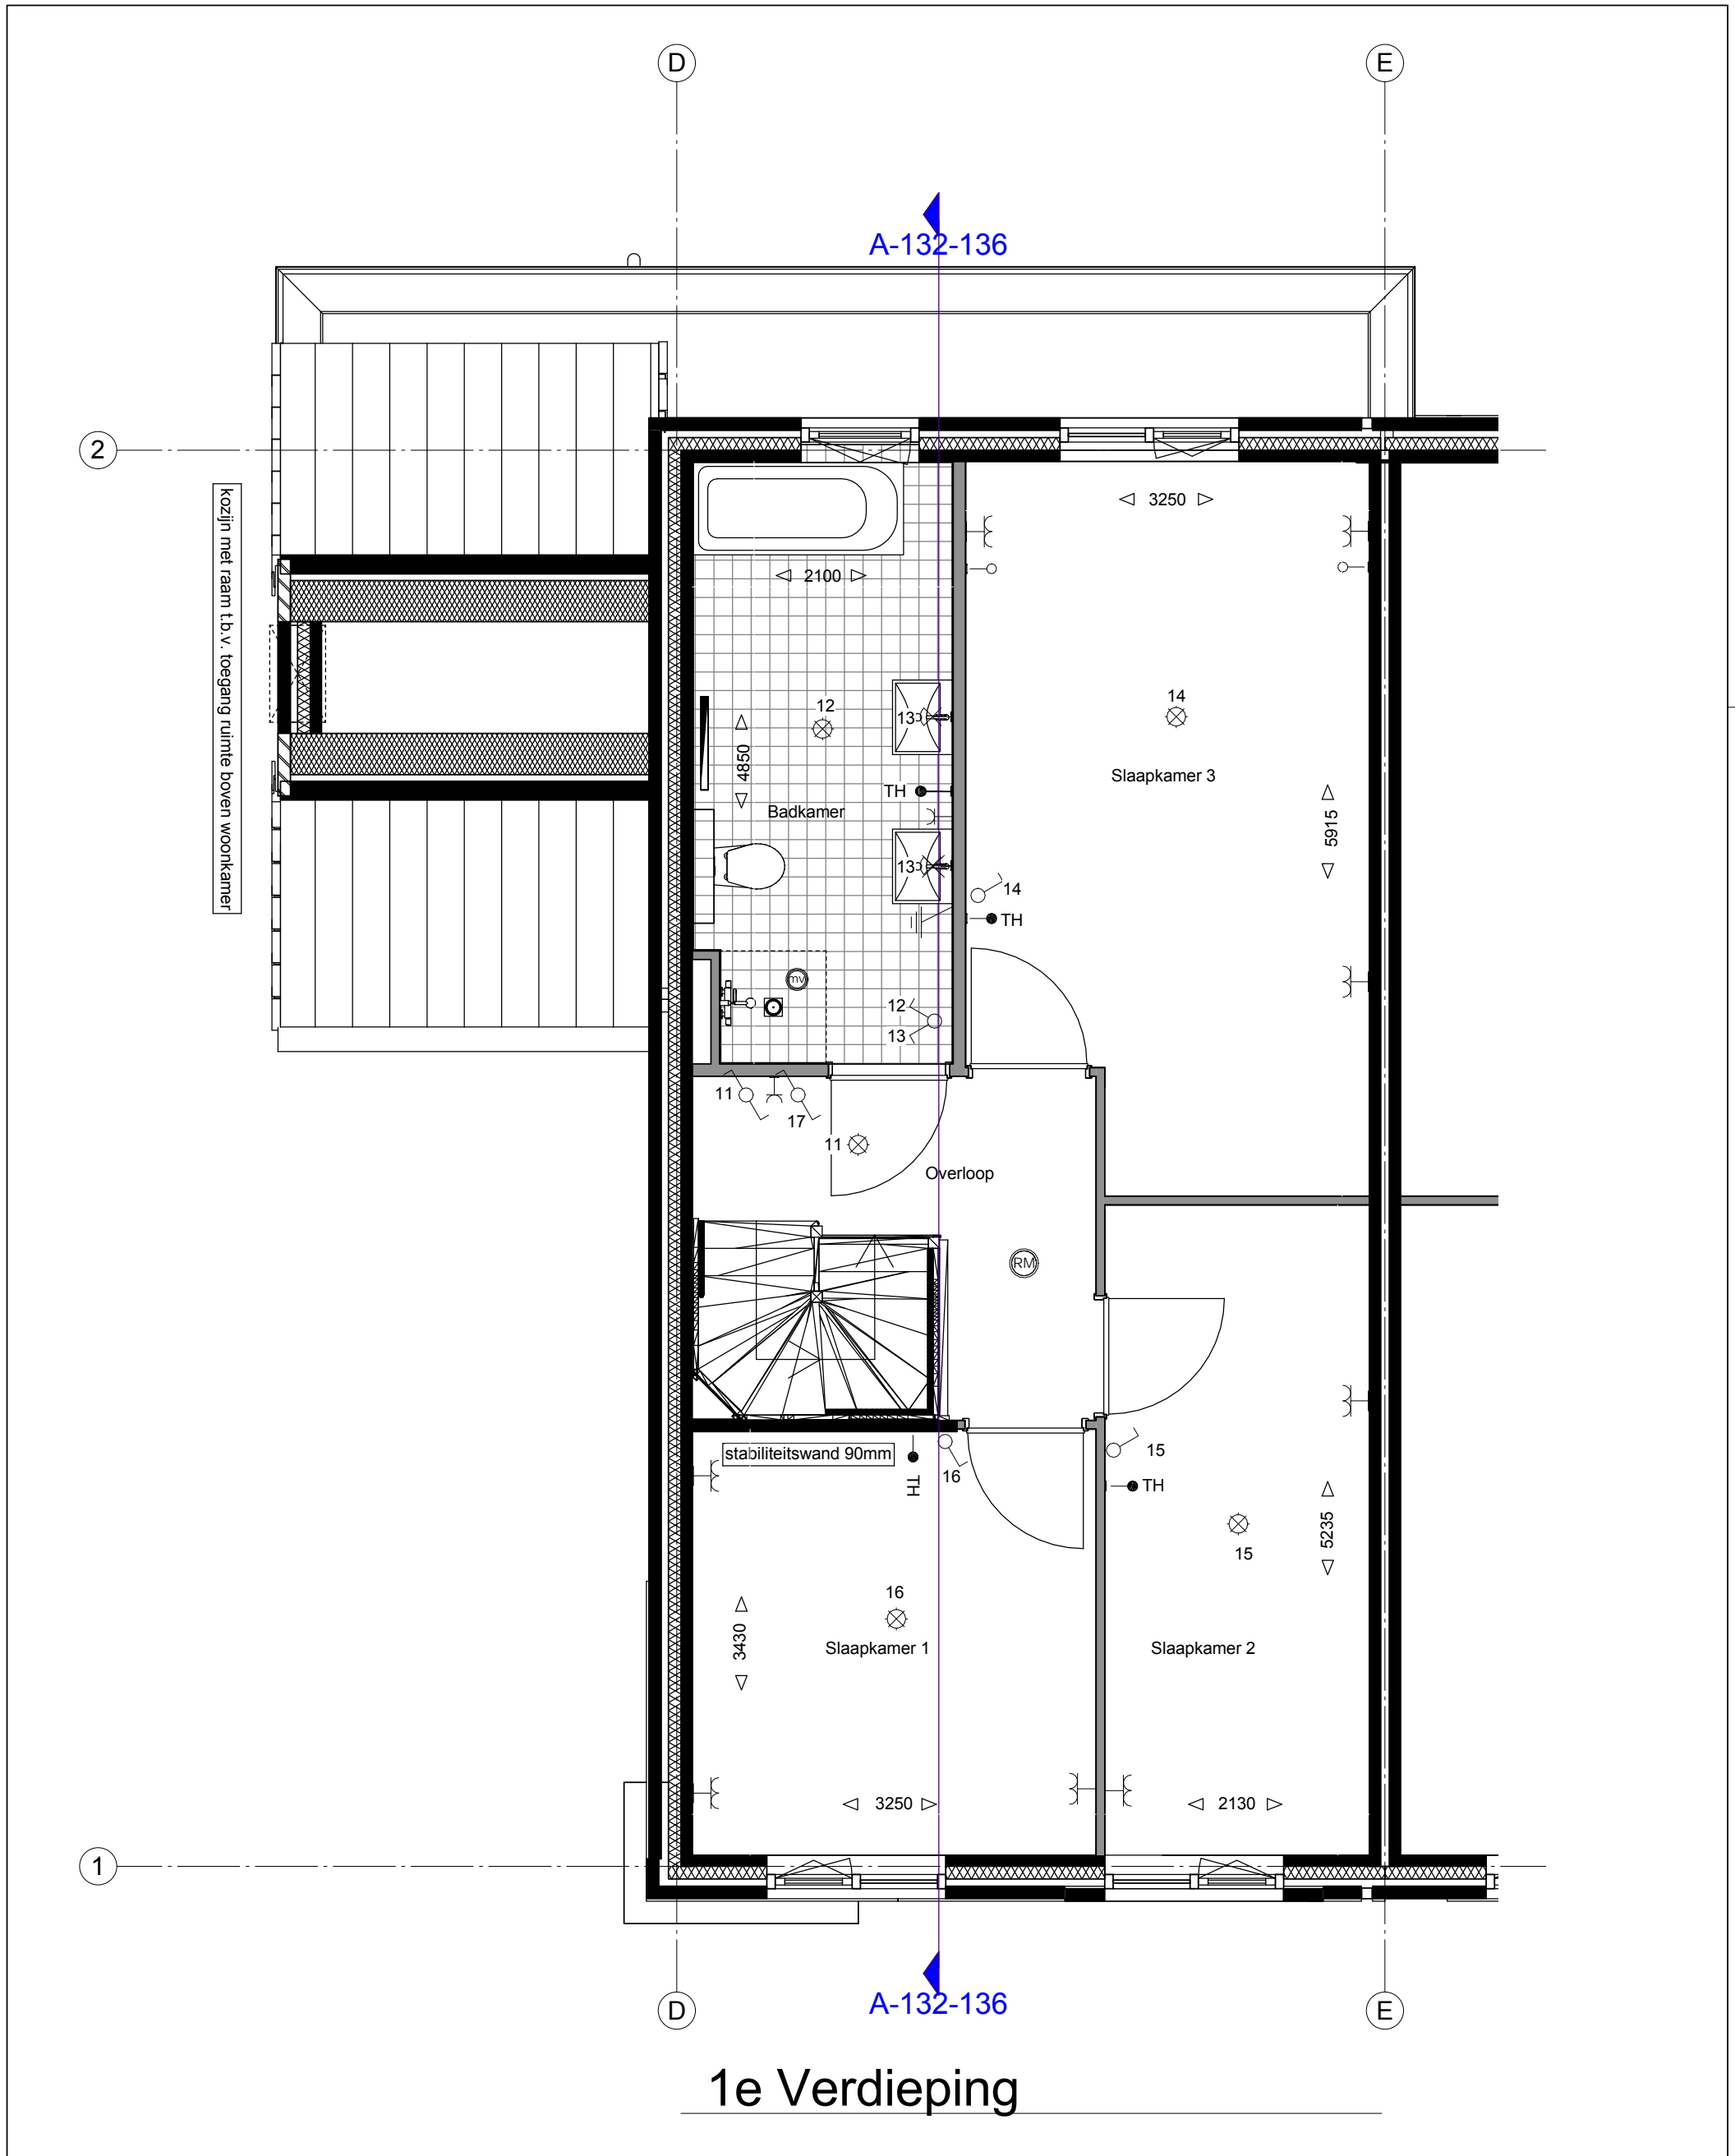 D
E
A-132-136
2
kozijn met raam t.b.v. toegang ruimte boven woonkamer
3250
2100
12
13
14
4850
Slaapkamer 3
TH
Badkamer
5915
13
14
TH
mv
12
13
11
17
11
Overloop
RM
stabiliteitswand 90mm
TH
16
15
TH
15
5235
16
3430
Slaapkamer 1
Slaapkamer 2
3250
2130
1
A-132-136
D
E
1e Verdieping